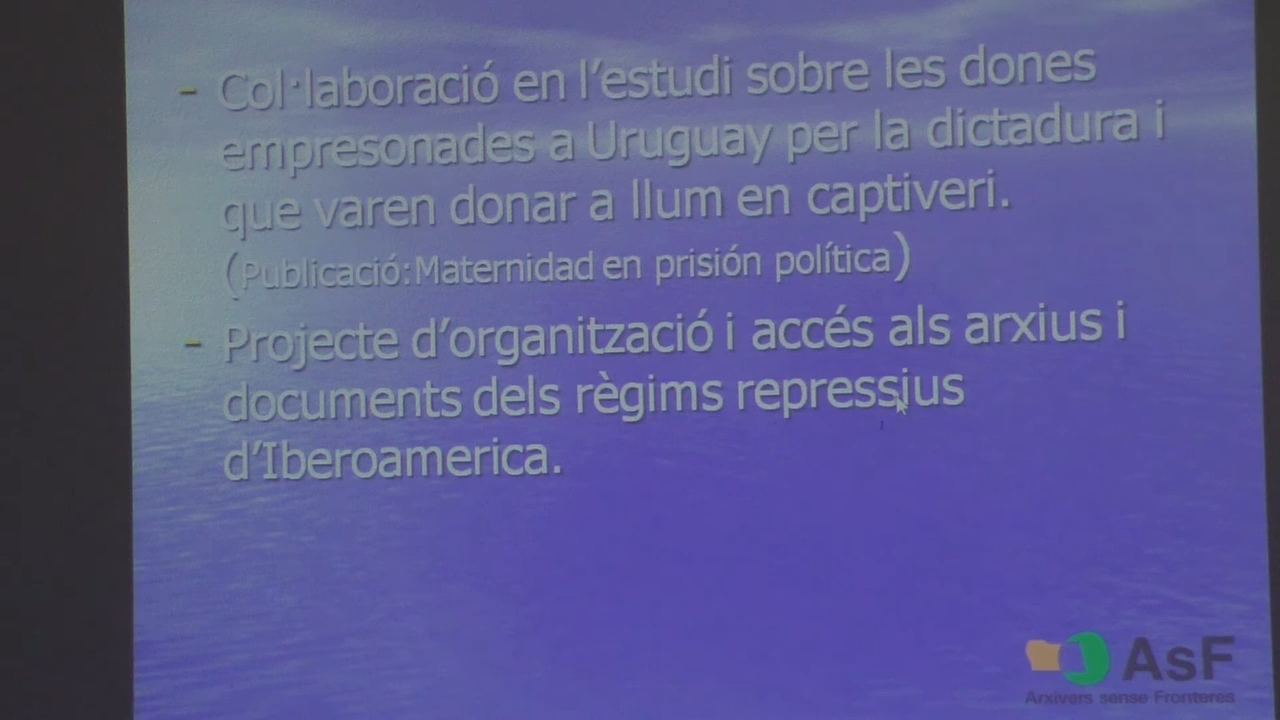 - Col·laboració en l'estudi sobre les dones
empresonades a Uruguay per la dictadura i
que varen donar a llum en captiveri.
(Publicació:Maternidad en prisión política)
- Projecte d'organització i accés als arxius i
documents dels règims repressius
d'Iberoamerica.
AsF
Arxivers sense Fronteres